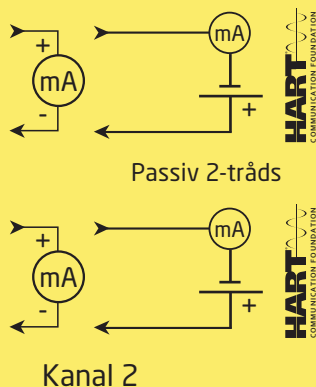 +
mA
-
mA
+
HART
COMMUNICATION FOUNDATION
Passiv 2-tråds
+
mA
-
mA
+
HART
COMMUNICATION FOUNDATION
Kanal 2